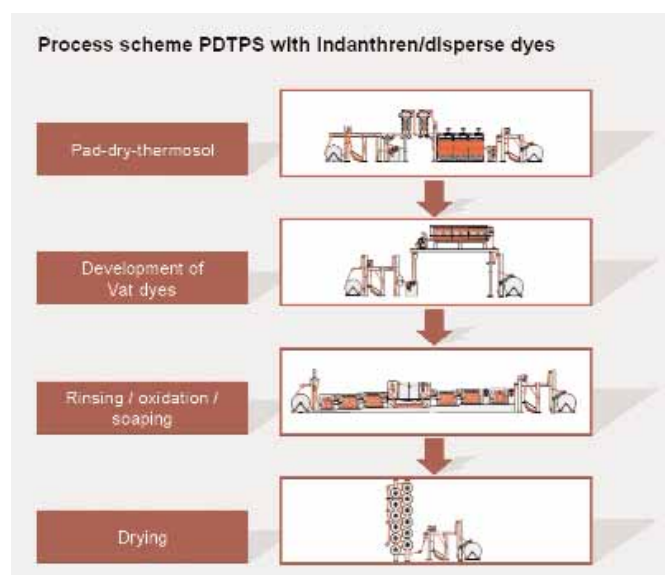 Process scheme PDTPS with Indanthren/disperse dyes
Pad-dry-thermosol
Development of
Vat dyes
Rinsing / oxidation /
soaping
Drying